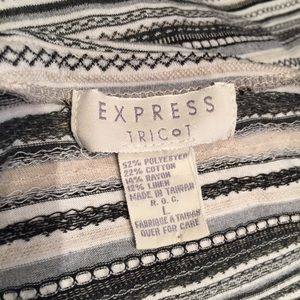 EXPRESS
TRICOT
52% POLYESTER
22% COTTON
14% RAYON
12% LINEN
MADE IN TAIWAN
R.O.C.
L
FABRIQUÉ A TAIWAN
OVER FOR CARE